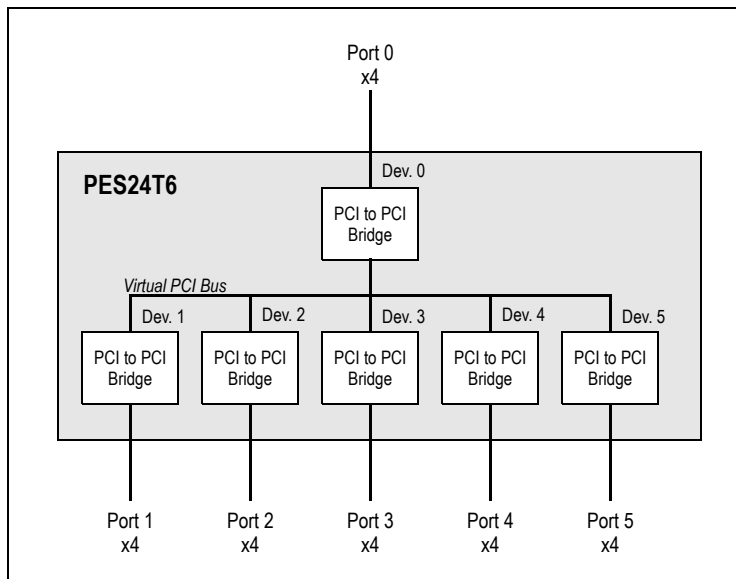 Port 0
x4
PES24T6
Dev. 0
PCI to PCI
Bridge
Virtual PCI Bus
Dev. 1
Dev. 2
Dev. 3
Dev. 4
Dev. 5
PCI to PCI
Bridge
PCI to PCI
Bridge
PCI to PCI
Bridge
PCI to PCI
Bridge
PCI to PCI
Bridge
Port 1
x4
Port 2
x4
Port 3
x4
Port 4
x4
Port 5
x4